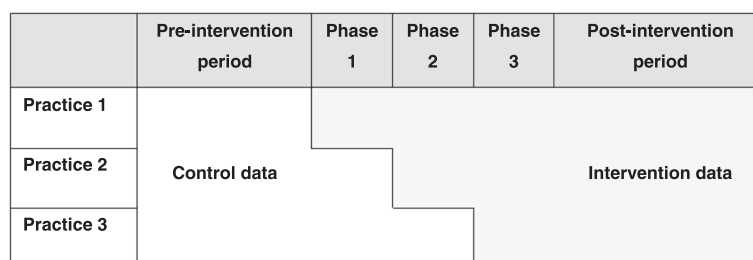 Pre-intervention Phase Phase Phase Post-intervention
period 1 2 3 period
Practice 1
Practice 2
Control data Intervention data
Practice 3